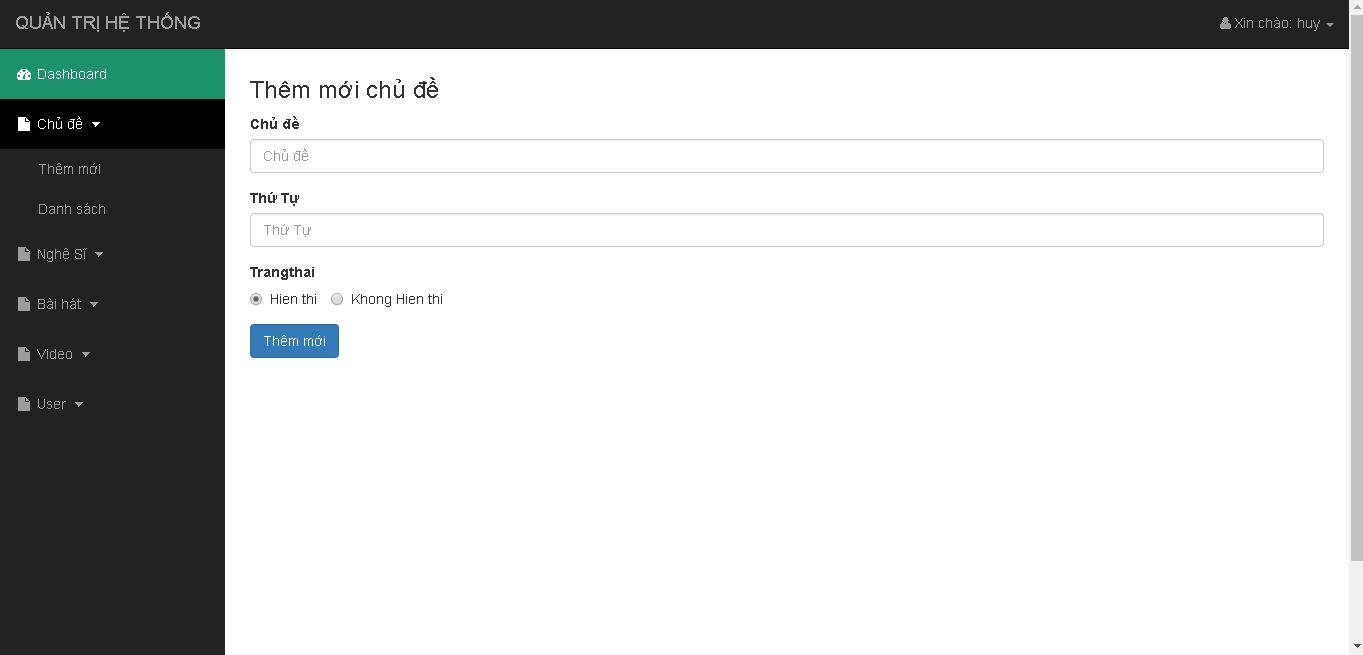 QUẢN TRỊ HỆ THỐNG
Xin chào: huy
Dashboard
Chủ đề
Thêm mới
Danh sách
Nghệ Sĩ
Bài hát
Video
User
Thêm mới chủ đề
Chủ đề
Chủ đề
Thứ Tự
Thứ Tự
Trangthai
Hien thi Khong Hien thi
Thêm mới